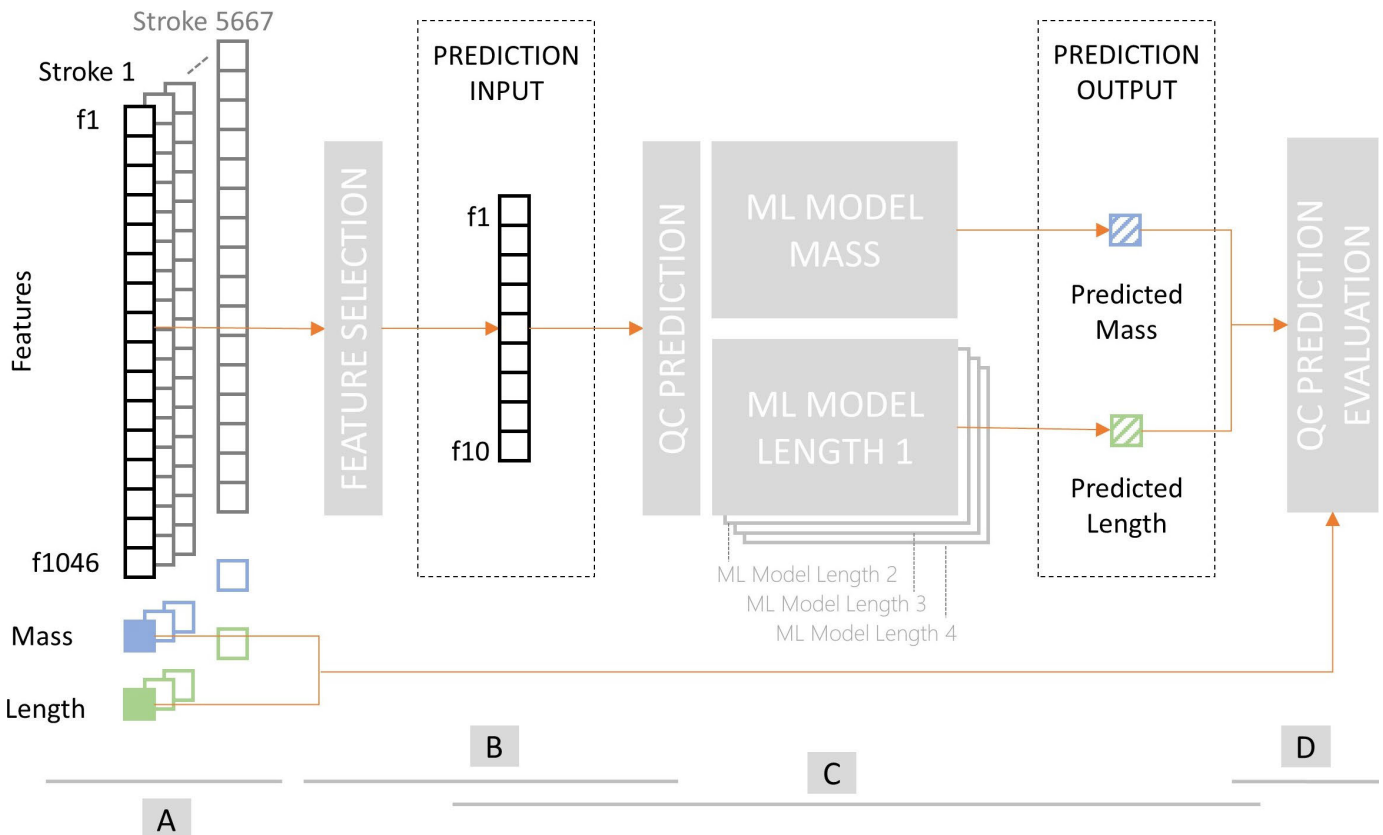 Stroke 5667
Stroke 1
f1
Features
f1046
Mass
Length
FEATURE SELECTION
PREDICTION
INPUT
f1
f10
QC PREDICTION
ML MODEL
MASS
ML MODEL
LENGTH 1
ML Model Length 2
ML Model Length 3
ML Model Length 4
PREDICTION
OUTPUT
Predicted
Mass
Predicted
Length
QC PREDICTION
EVALUATION
A
B
C
D